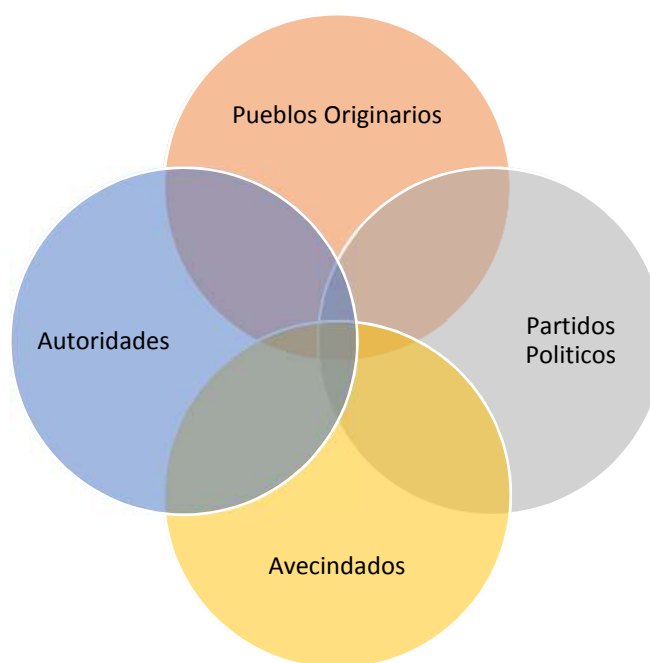 Pueblos Originarios
Autoridades
Partidos
Politicos
Avecindados